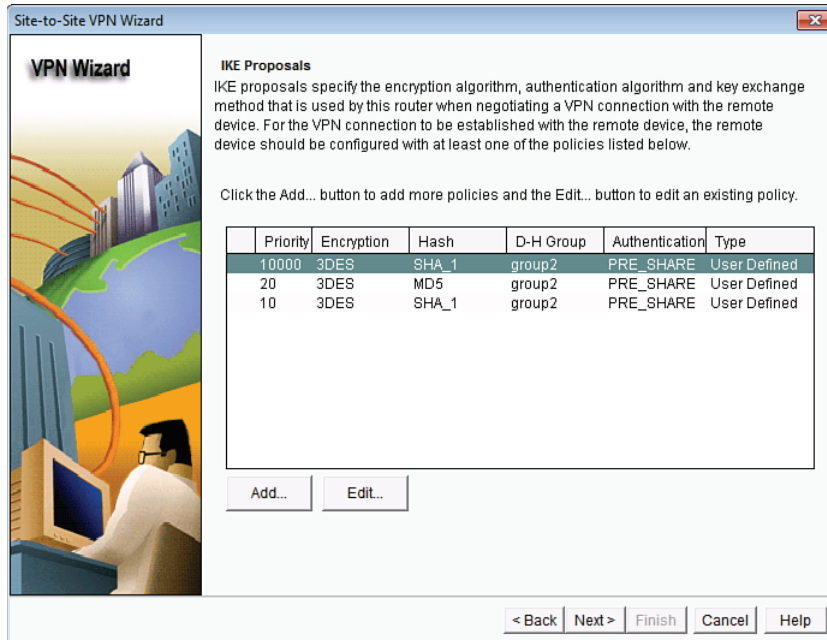 Site-to-Site VPN Wizard
VPN Wizard
IKE Proposals
IKE proposals specify the encryption algorithm, authentication algorithm and key exchange
method that is used by this router when negotiating a VPN connection with the remote
device. For the VPN connection to be established with the remote device, the remote
device should be configured with at least one of the policies listed below.
Click the Add... button to add more policies and the Edit... button to edit an existing policy.
Priority Encryption Hash D-H Group Authentication Type
10000 3DES SHA_1 group2 PRE_SHARE User Defined
20 3DES MD5 group2 PRE_SHARE User Defined
10 3DES SHA_1 group2 PRE_SHARE User Defined
Add... Edit...
< Back Next > Finish Cancel Help